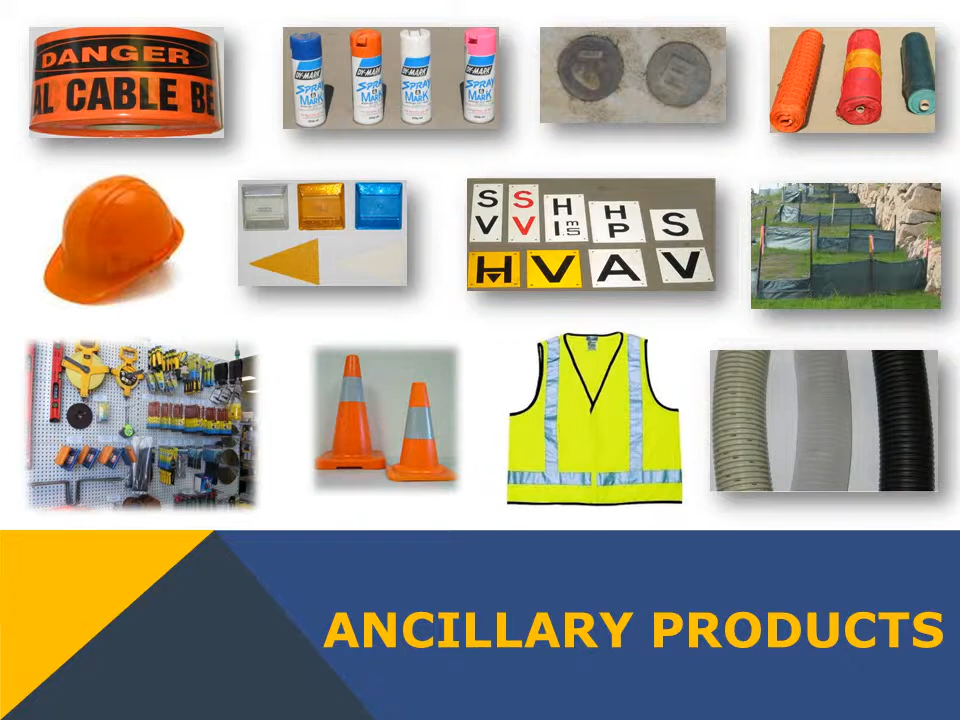 DANGER
AL CABLE BE
DY-MARK
SPRAY
&
MARK
DY-MARK
SPRAY
&
MARK
DY-MARK
SPRAY
&
MARK
DY-MARK
SPRAY
&
MARK
E
S
V
S
V
H
H
P
S
H
V
A
V
ANCILLARY PRODUCTS